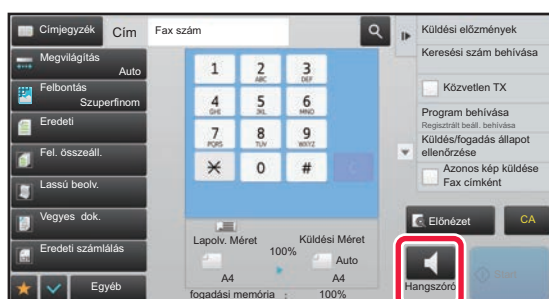 Címjegyzék
Cím
Fax szám
Megvilágítás
Auto
Felbontás
Szuperfinom
Eredeti
Fel. összeáll.
Lassú beolv.
Vegyes dok.
Eredeti számlálás
Egyéb
1
2
ABC
3
DEF
4
GHI
5
JKL
6
MNO
7
PQRS
8
TUV
9
WXYZ
0
#
Lapolv. Méret
100%
Küldési Méret
Auto
A4
A4
fogadási memória : 100%
Küldési előzmények
Keresési szám behívása
Közvetlen TX
Program behívása
Regisztrált beáll. behívása
Küldés/fogadás állapot
ellenőrzése
Azonos kép küldése
Fax címként
Előnézet
CA
Hangszóró
Start